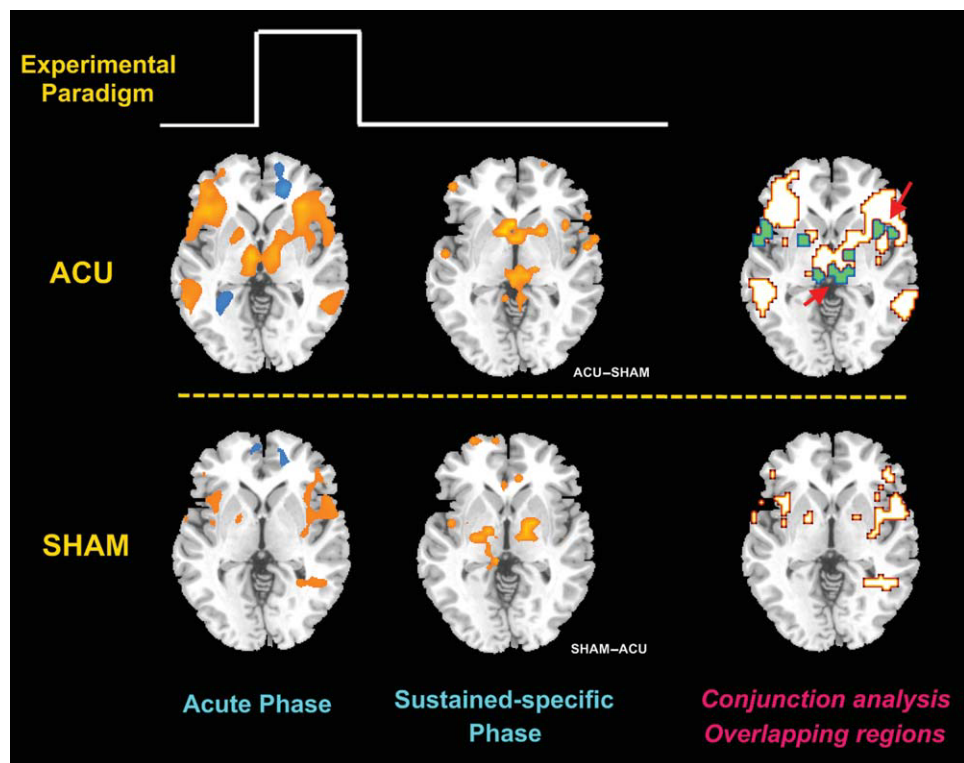 Experimental
Paradigm
ACU
ACU–SHAM
SHAM
SHAM–ACU
Acute Phase
Sustained-specific
Phase
Conjunction analysis
Overlapping regions